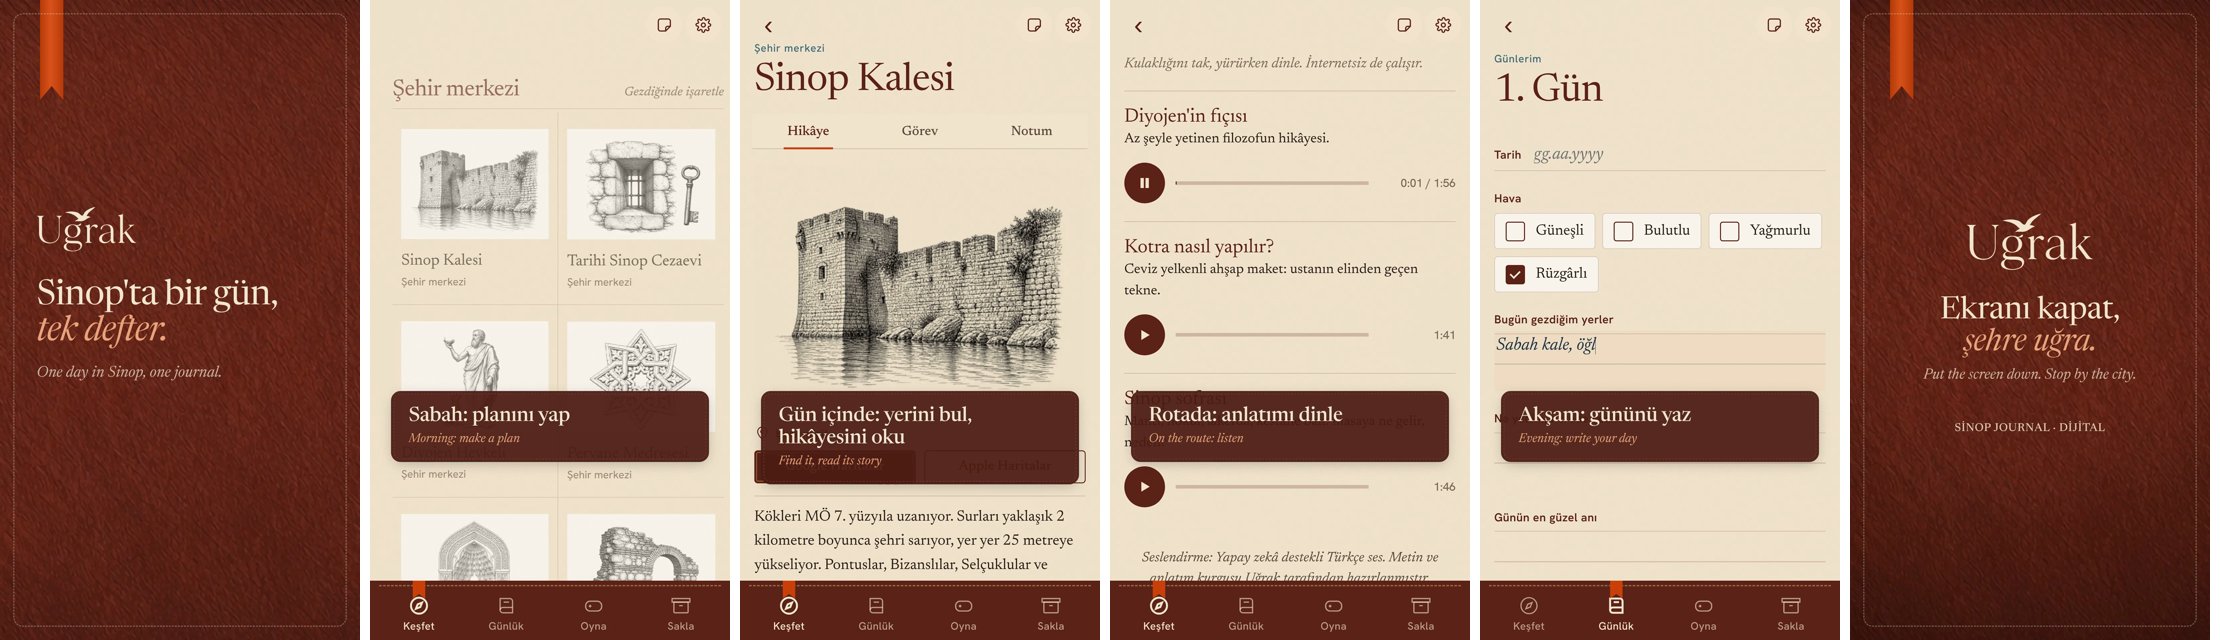 Uğrak
Sinop'ta bir gün,
tek defter.
One day in Sinop, one journal.
Şehir merkezi
Gezdiğinde işaretle
Sinop Kalesi
Şehir merkezi
Tarihi Sinop Cezaevi
Şehir merkezi
Sabah: planını yap
Morning: make a plan
Pervane Medresesi
Şehir merkezi
Şehir merkezi
Keşfet
Günlük
Oyna
Sakla
Şehir merkezi
Sinop Kalesi
Hikâye
Görev
Notum
Gün içinde: yerini bul,
hikâyesini oku
Find it, read its story
Apple Haritalar
Kökleri MÖ 7. yüzyıla uzanıyor. Surları yaklaşık 2
kilometre boyunca şehri sarıyor, yer yer 25 metreye
yükseliyor. Pontuslar, Bizanslılar, Selçuklular ve
Keşfet
Günlük
Oyna
Sakla
Kulaklığını tak, yürürken dinle. İnternetsiz de çalışır.
Diyojen'in fıçısı
Az şeyle yetinen filozofun hikâyesi.
0:01 / 1:56
Kotra nasıl yapılır?
Ceviz yelkenli ahşap maket: ustanın elinden geçen
tekne.
1:41
Sinop sofrası
Rotada: anlatımı dinle
On the route: listen
1:46
Seslendirme: Yapay zekâ destekli Türkçe ses. Metin ve
anlatım kurgusu Uğrak tarafından hazırlanmıştır.
Keşfet
Günlük
Oyna
Sakla
Günlerim
1. Gün
Tarih gg.aa.yyyy
Hava
Güneşli
Bulutlu
Yağmurlu
Rüzgârlı
Bugün gezdiğim yerler
Sabah kale, öğl
Akşam: gününü yaz
Evening: write your day
Günün en güzel anı
Keşfet
Günlük
Oyna
Sakla
Uğrak
Ekranı kapat,
şehre uğra.
Put the screen down. Stop by the city.
SİNOP JOURNAL · DİJİTAL